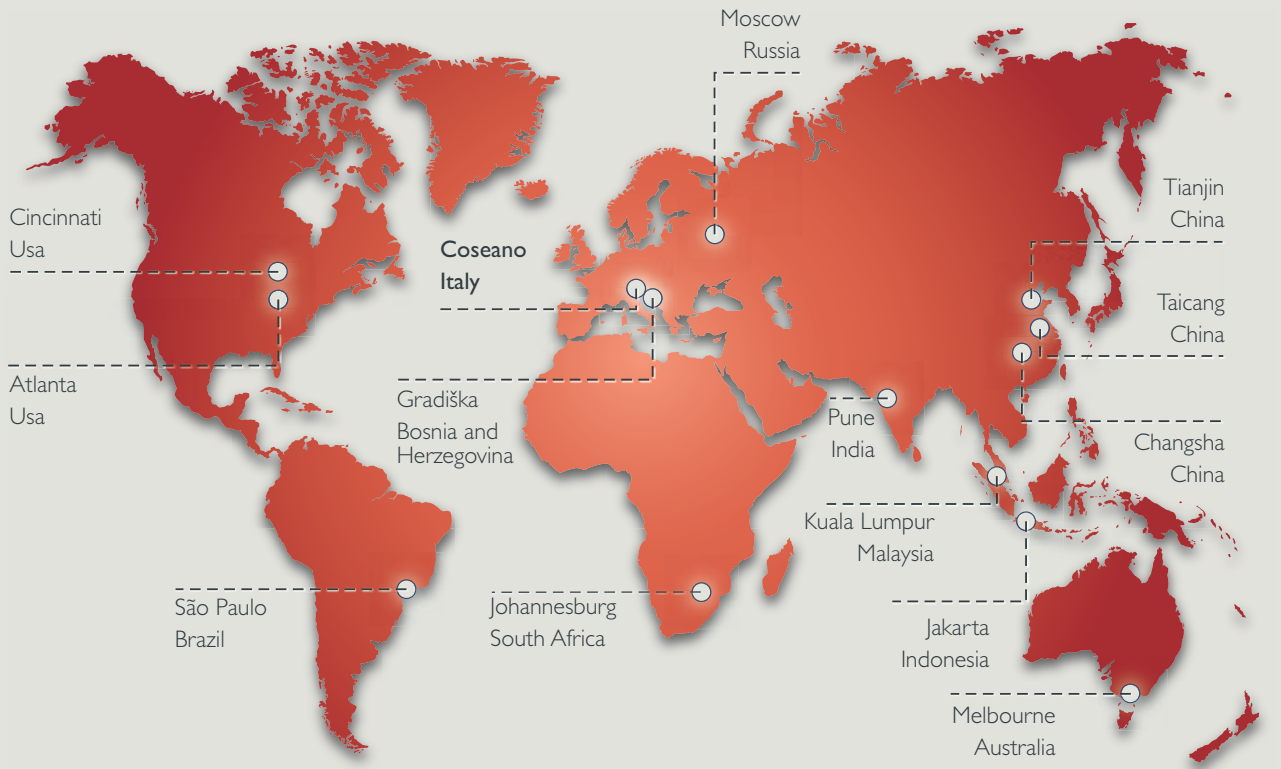 Moscow
Russia
Cincinnati
Usa
Tianjin
China
Coseano
Italy
Taicang
China
Atlanta
Usa
Gradiška
Bosnia and
Herzegovina
Pune
India
Changsha
China
Kuala Lumpur
Malaysia
São Paulo
Brazil
Johannesburg
South Africa
Jakarta
Indonesia
Melbourne
Australia